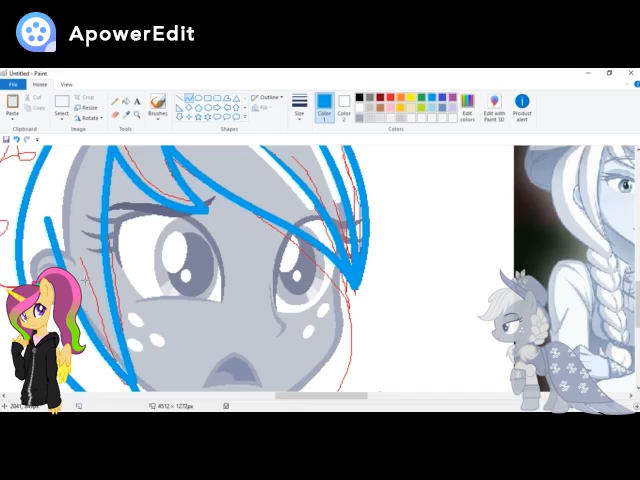 ApowerEdit
Untitled - Paint
File Home View
Paste Cut Copy Select Crop Resize Rotate Brushes Outline Fill Size Color 1 Color 2 Edit colors Edit with Paint 3D Product alert
Clipboard Image Tools Shapes Colors
4512 × 1272px